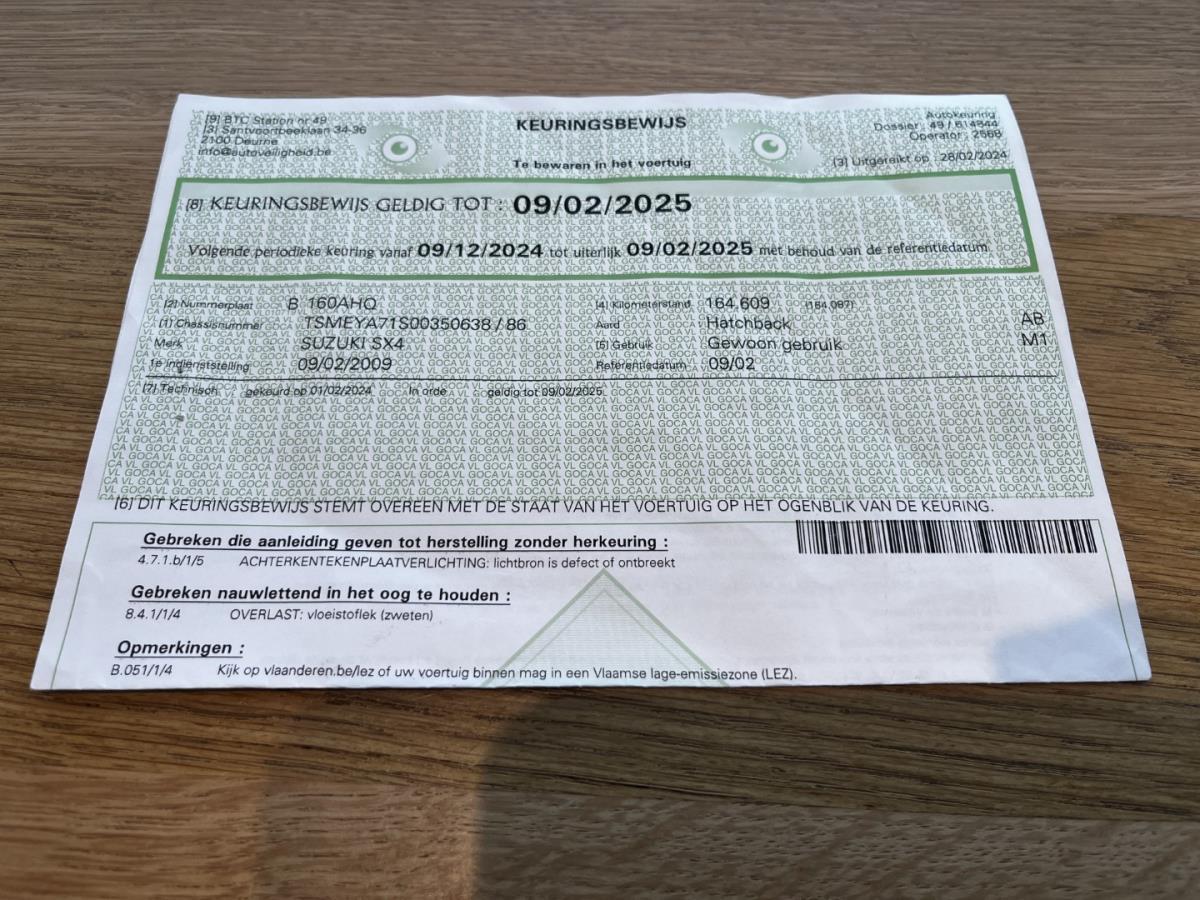 [9] BTC Station nr 49
[3] Santvoortbeeklaan 34-36
2100 Deurne
info@autoveiligheid.be
KEURINGSBEWIJS
Te bewaren in het voertuig
Autokeuring
Dossier : 49 / 614844
Operator : 2568
[3] Uitgereikt op : 28/02/2024
[8] KEURINGSBEWIJS GELDIG TOT : 09/02/2025
Volgende periodieke keuring vanaf 09/12/2024 tot uiterlijk 09/02/2025 met behoud van de referentiedatum
[2] Nummerplaat B 160AHQ [4] Kilometerstand 164.609 (164.087)
[1] Chassisnummer TSMEYA71S00350638 / 86 Aard Hatchback AB
Merk SUZUKI SX4 [5] Gebruik Gewoon gebruik M1
1e indienststelling 09/02/2009 Referentiedatum 09/02
[7] Technisch gekeurd op 01/02/2024 In orde geldig tot 09/02/2025
[6] DIT KEURINGSBEWIJS STEMT OVEREEN MET DE STAAT VAN HET VOERTUIG OP HET OGENBLIK VAN DE KEURING.
Gebreken die aanleiding geven tot herstelling zonder herkeuring :
4.7.1.b/1/5 ACHTERKENTEKENPLAATVERLICHTING: lichtbron is defect of ontbreekt
Gebreken nauwlettend in het oog te houden :
8.4.1/1/4 OVERLAST: vloeistoflek (zweten)
Opmerkingen :
B.051/1/4 Kijk op vlaanderen.be/lez of uw voertuig binnen mag in een Vlaamse lage-emissiezone (LEZ).